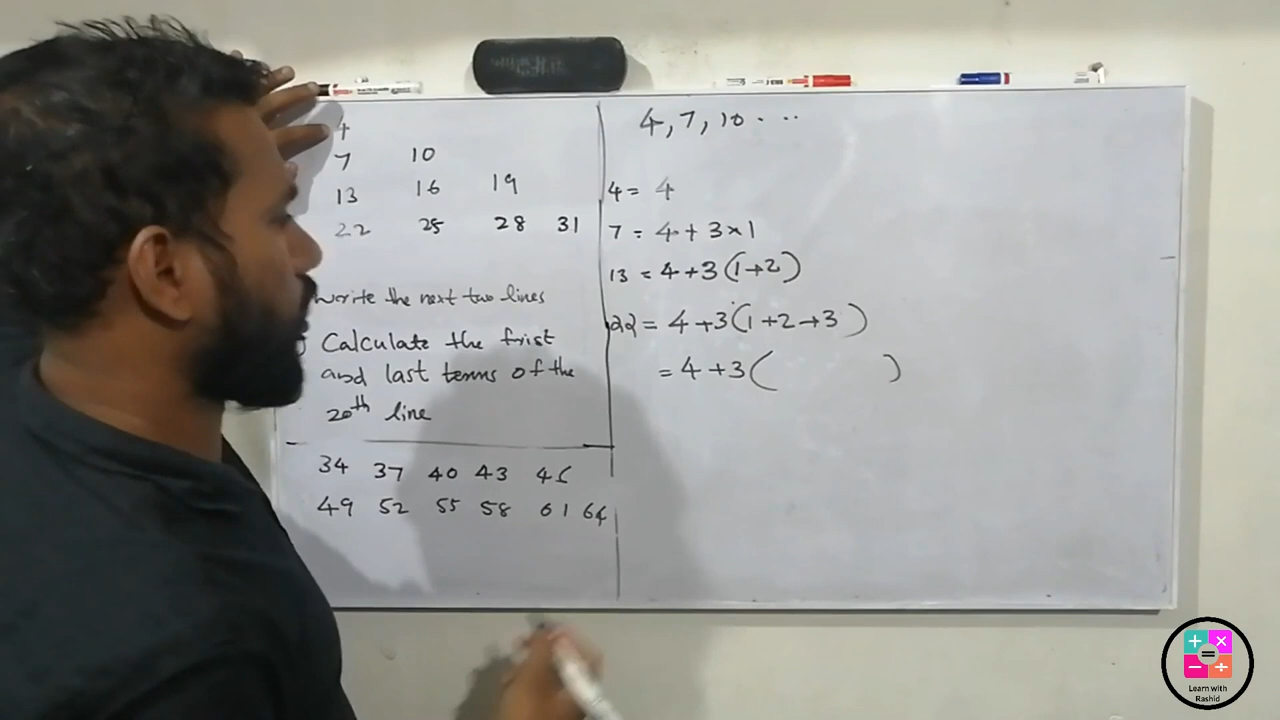 4
7 10
13 16 19
22 25 28 31
write the next two lines
Calculate the frist
and last terms of the
20th line
34 37 40 43 46
49 52 55 58 61 64
4, 7, 10 ...
4 = 4
7 = 4 + 3 × 1
13 = 4 + 3 (1 + 2)
22 = 4 + 3 (1 + 2 + 3)
= 4 + 3 ( )
+ ×
=
− ÷
Learn with
Rashid